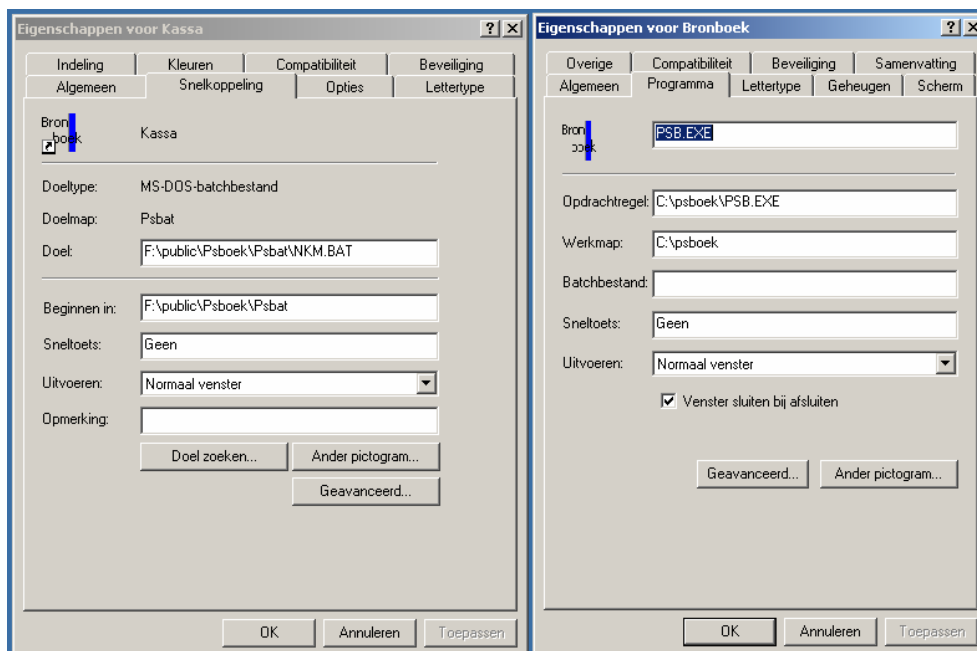 Eigenschappen voor Kassa
Indeling Kleuren Compatibiliteit Beveiliging
Algemeen Snelkoppeling Opties Lettertype
Bron
boek
Kassa
Doeltype: MS-DOS-batchbestand
Doelmap: Psbat
Doel: F:\public\Psboek\Psbat\NKM.BAT
Beginnen in: F:\public\Psboek\Psbat
Sneltoets: Geen
Uitvoeren: Normaal venster
Opmerking:
Doel zoeken... Ander pictogram...
Geavanceerd...
OK Annuleren Toepassen
Eigenschappen voor Bronboek
Overige Compatibiliteit Beveiliging Samenvatting
Algemeen Programma Lettertype Geheugen Scherm
Bron
boek
PSB.EXE
Opdrachtregel: C:\psboek\PSB.EXE
Werkmap: C:\psboek
Batchbestand:
Sneltoets: Geen
Uitvoeren: Normaal venster
Venster sluiten bij afsluiten
Geavanceerd... Ander pictogram...
OK Annuleren Toepassen